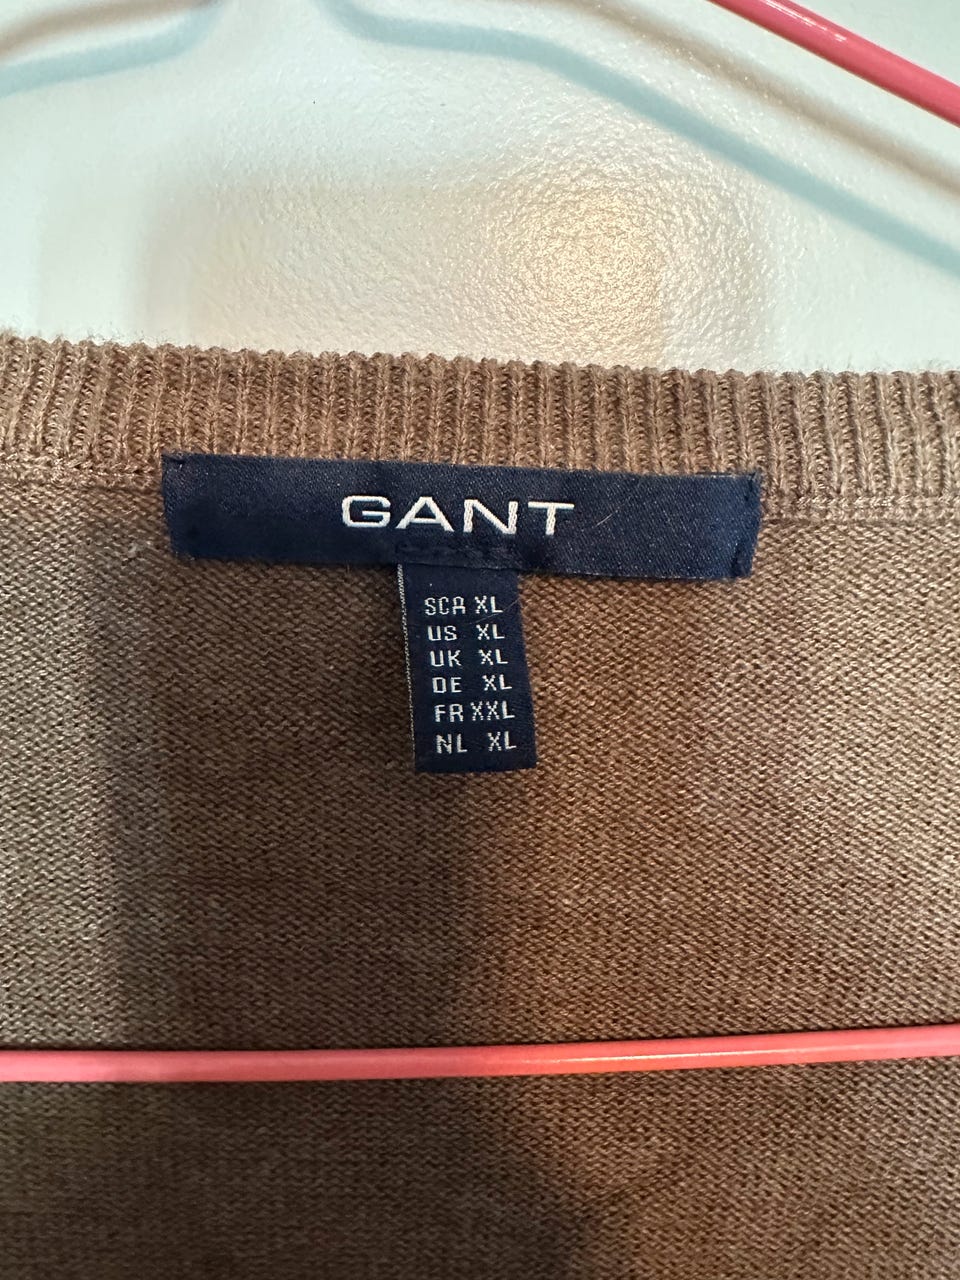 GANT
SCA XL
US XL
UK XL
DE XL
FR XXL
NL XL